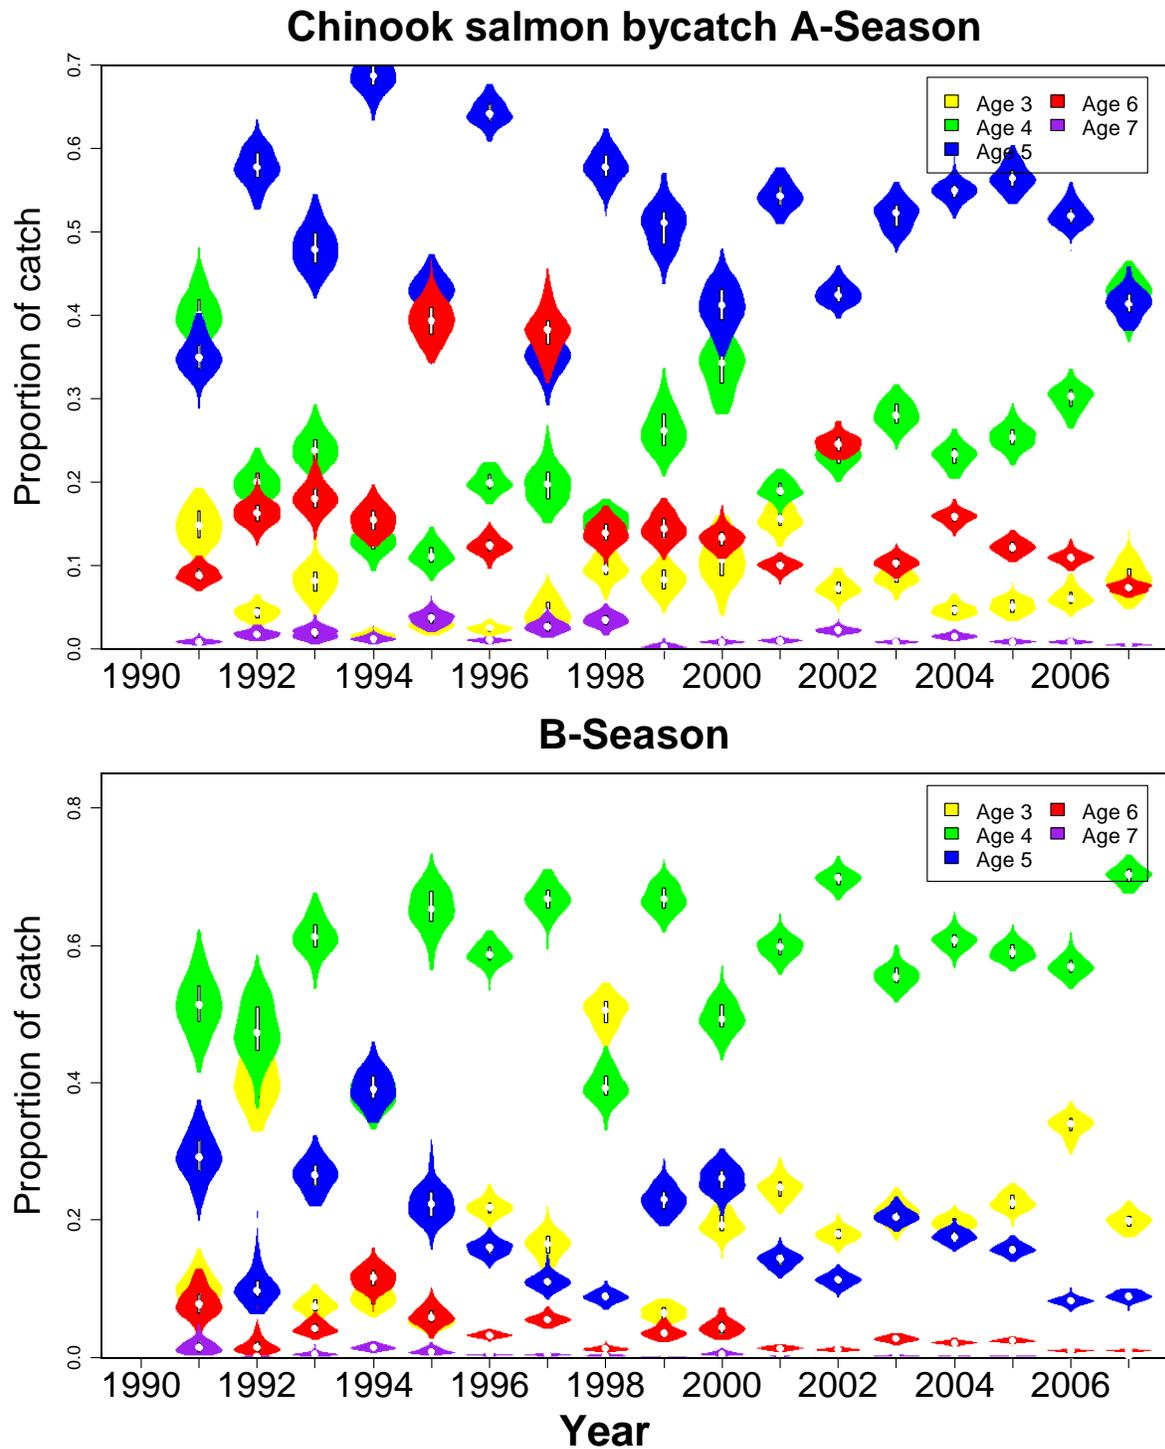 Chinook salmon bycatch A-Season
0.7
0.6
0.5
0.4
0.3
0.2
0.1
0.0
Proportion of catch
Age 3 Age 6
Age 4 Age 7
Age 5
1990 1992 1994 1996 1998 2000 2002 2004 2006
B-Season
0.8
0.6
0.4
0.2
0.0
Proportion of catch
Age 3 Age 6
Age 4 Age 7
Age 5
1990 1992 1994 1996 1998 2000 2002 2004 2006
Year